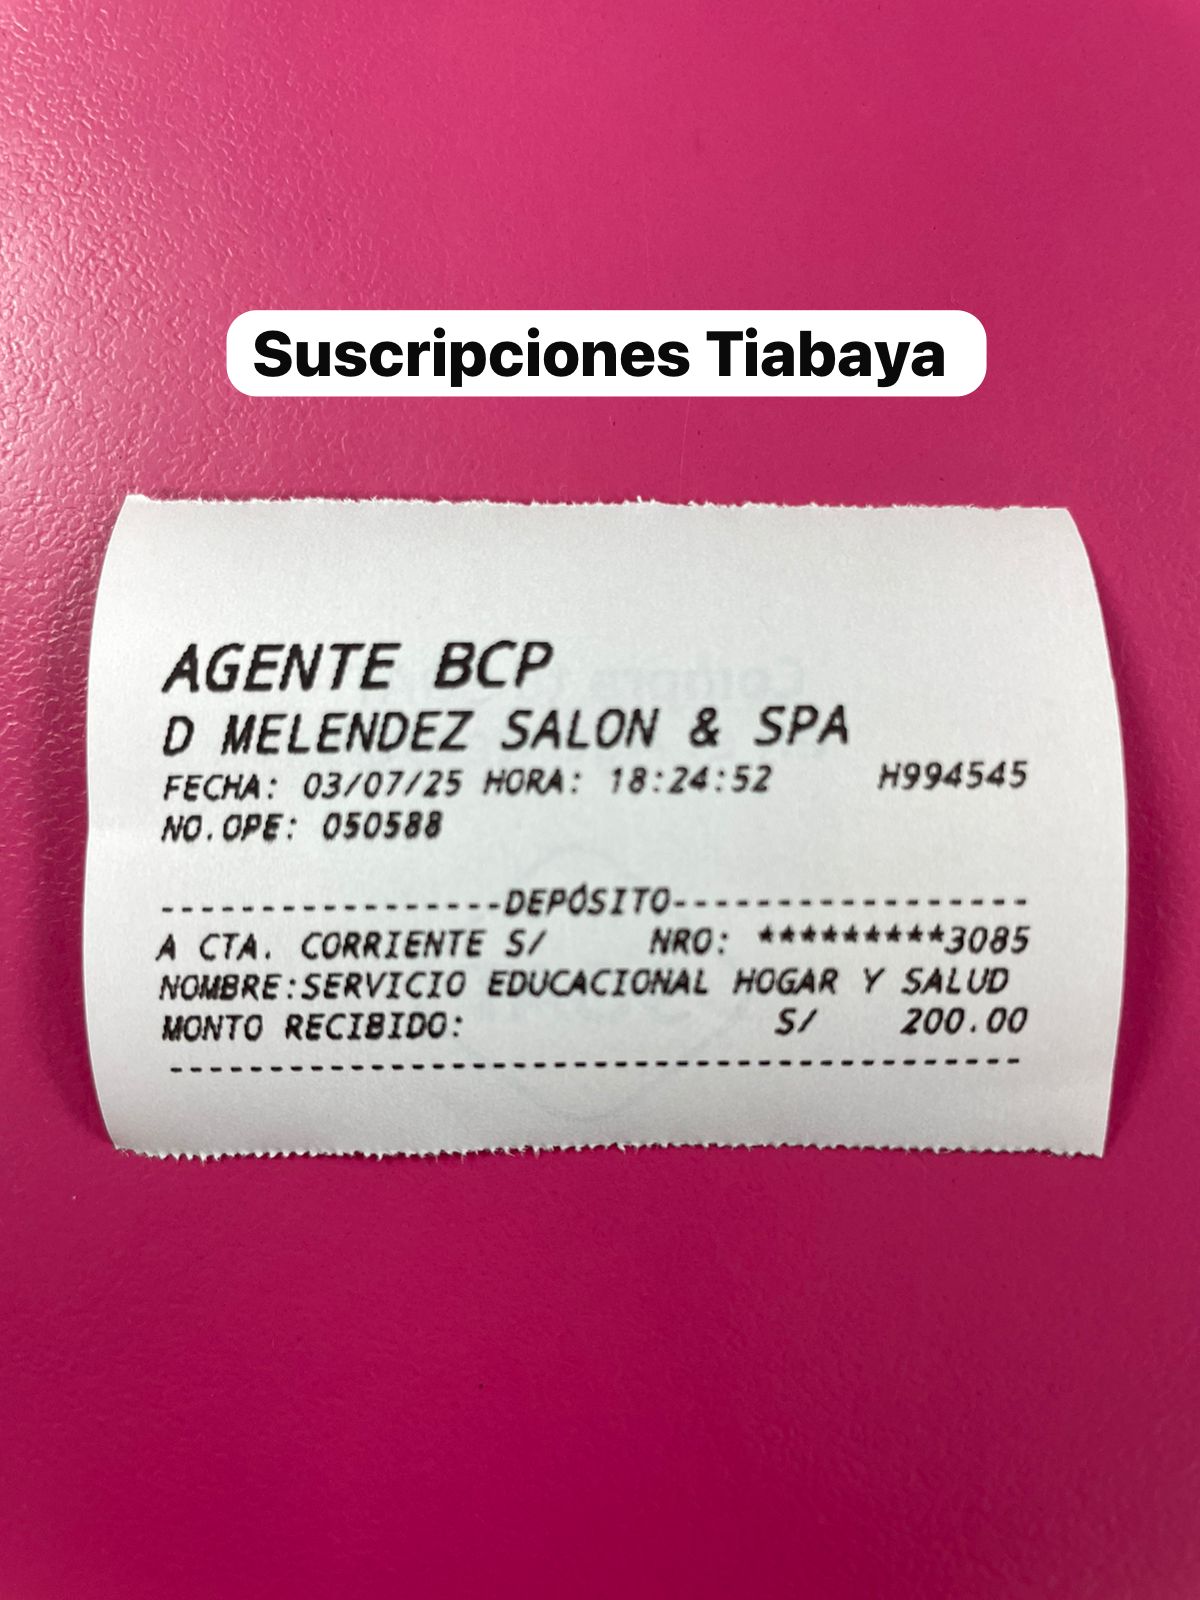 Suscripciones Tiabaya
AGENTE BCP
D MELENDEZ SALON & SPA
FECHA: 03/07/25 HORA: 18:24:52 H994545
NO.OPE: 050588
------------------DEPÓSITO-----------------
A CTA. CORRIENTE S/ NRO: *********3085
NOMBRE:SERVICIO EDUCACIONAL HOGAR Y SALUD
MONTO RECIBIDO: S/ 200.00
-------------------------------------------